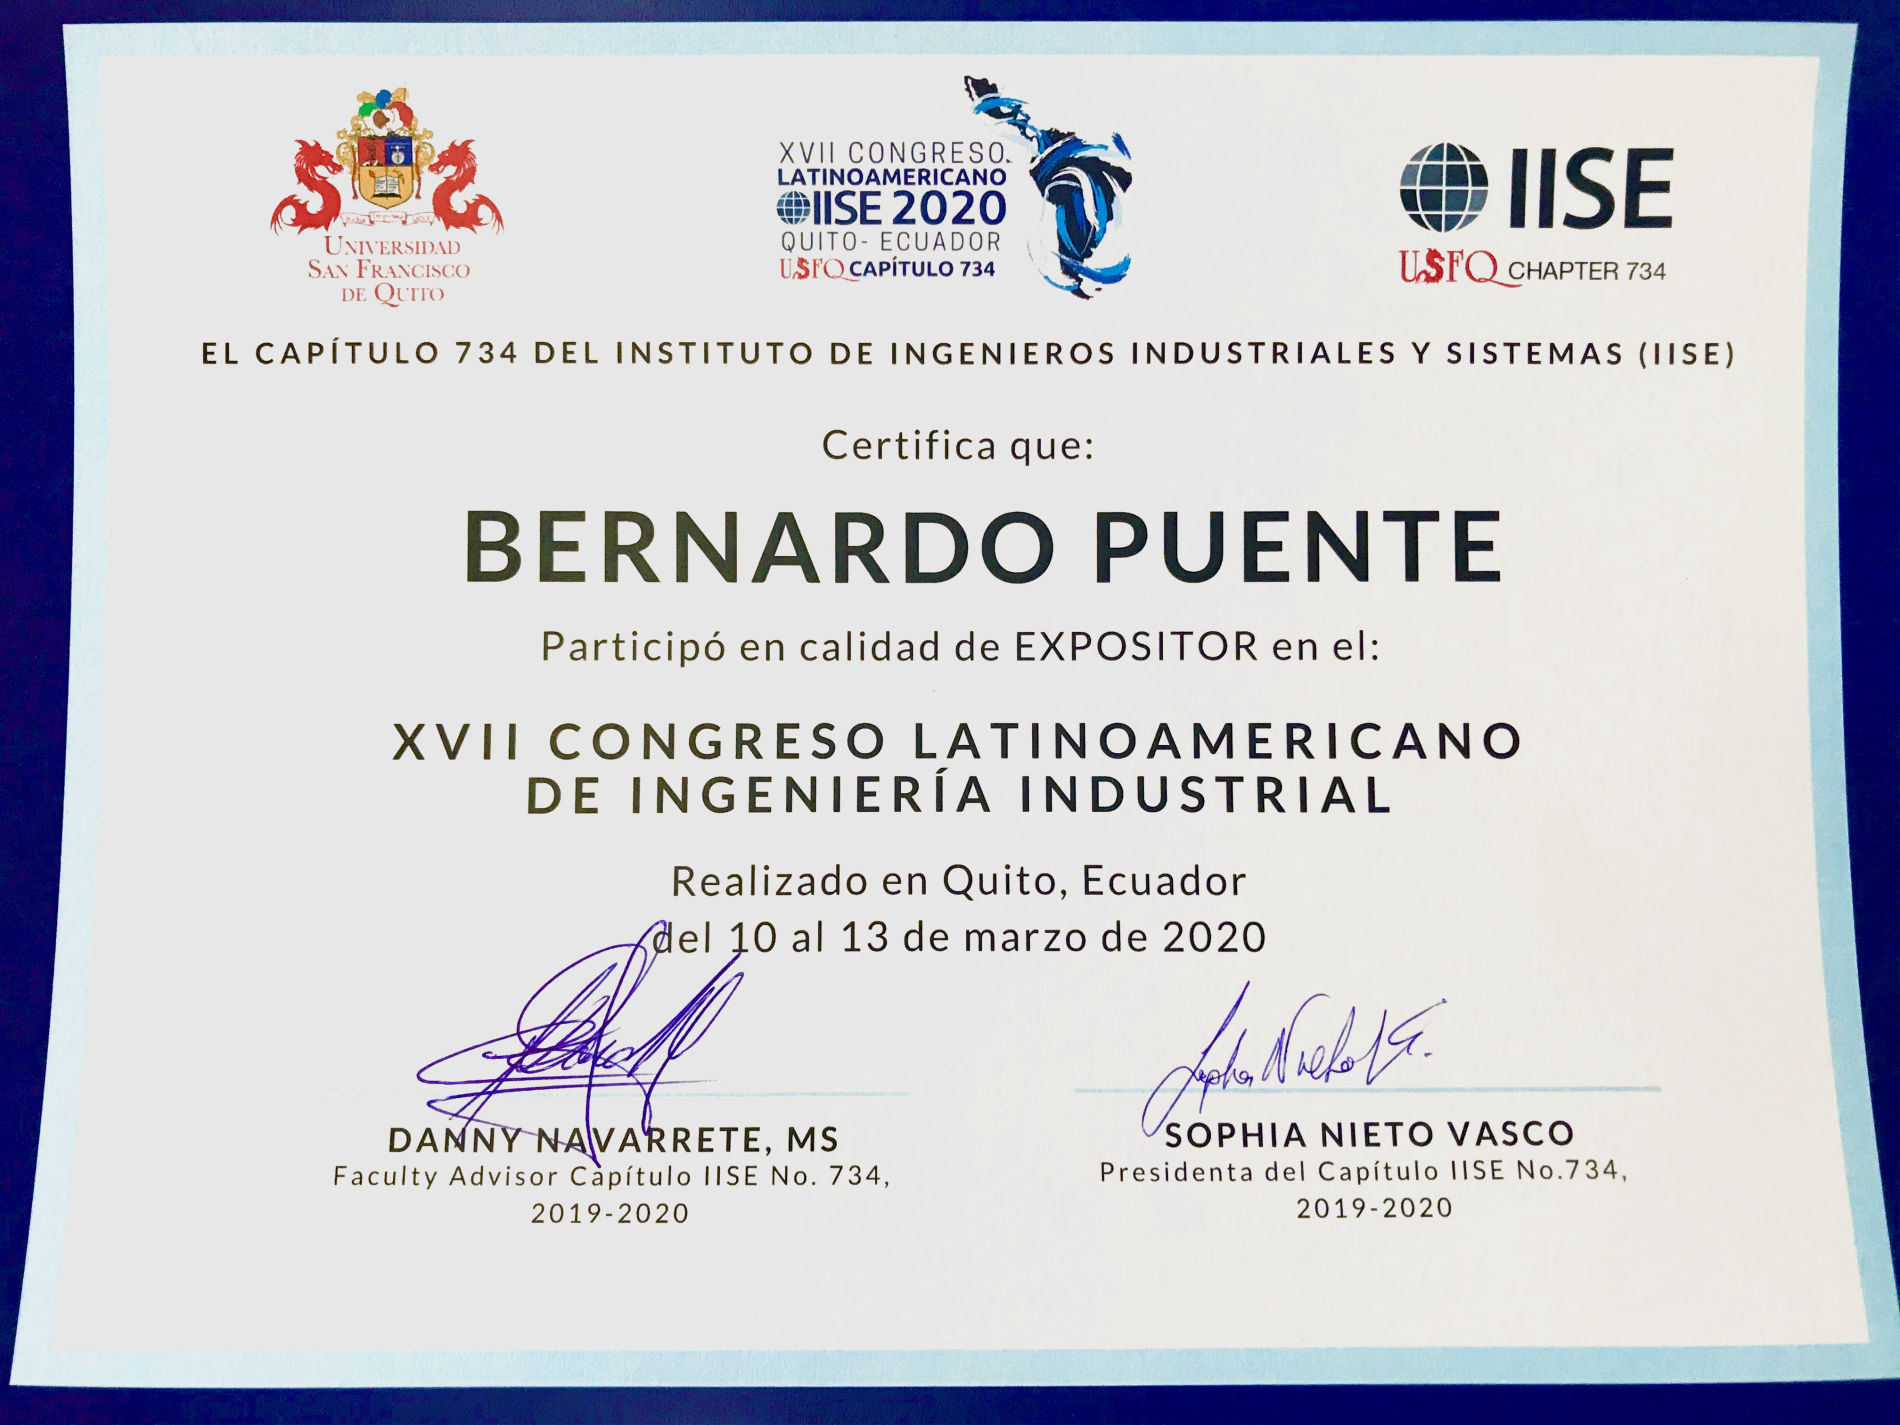 UNIVERSIDAD
SAN FRANCISCO
DE QUITO
XVII CONGRESO
LATINOAMERICANO
IISE 2020
QUITO- ECUADOR
USFQ CAPÍTULO 734
IISE
USFQ CHAPTER 734
EL CAPÍTULO 734 DEL INSTITUTO DE INGENIEROS INDUSTRIALES Y SISTEMAS (IISE)
Certifica que:
BERNARDO PUENTE
Participó en calidad de EXPOSITOR en el:
XVII CONGRESO LATINOAMERICANO
DE INGENIERÍA INDUSTRIAL
Realizado en Quito, Ecuador
del 10 al 13 de marzo de 2020
DANNY NAVARRETE, MS
Faculty Advisor Capítulo IISE No. 734,
2019-2020
SOPHIA NIETO VASCO
Presidenta del Capítulo IISE No.734,
2019-2020